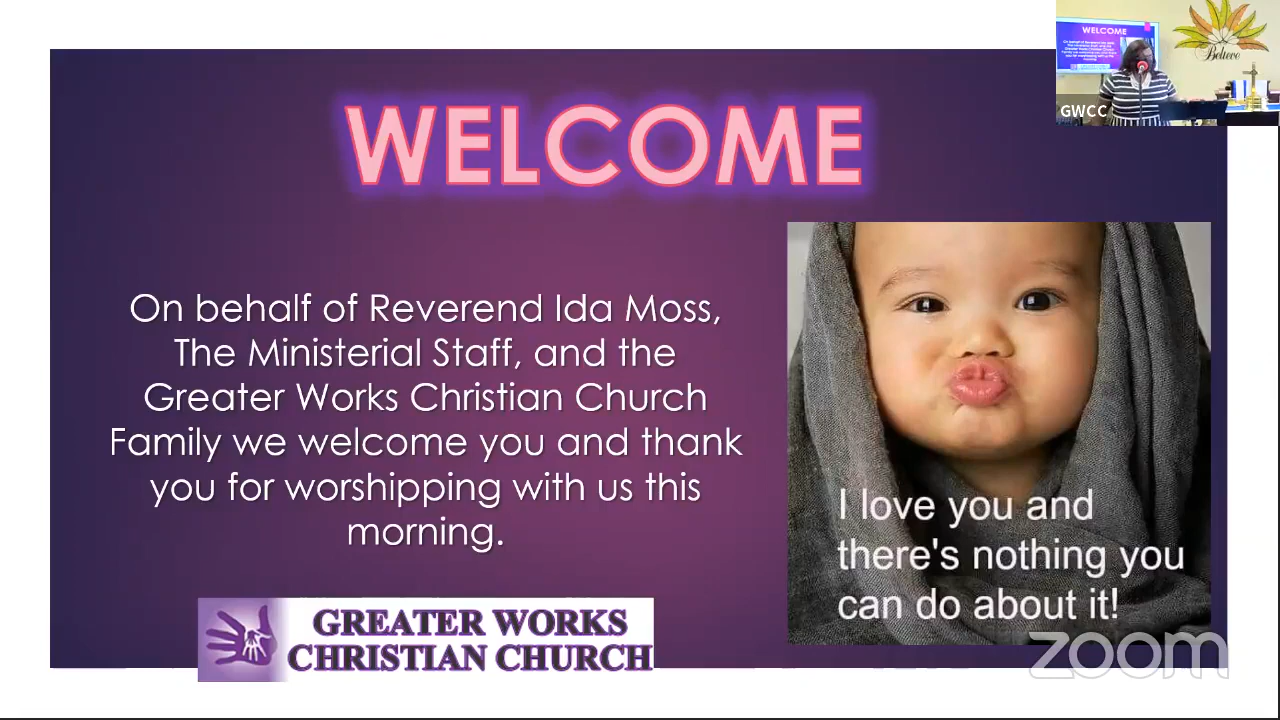 WELCOME
On behalf of Reverend Ida Moss,
The Ministerial Staff, and the
Greater Works Christian Church
Family we welcome you and thank
you for worshipping with us this
morning.
GREATER WORKS
CHRISTIAN CHURCH
I love you and
there's nothing you
can do about it!
zoom
WELCOME
Believe
GWCC